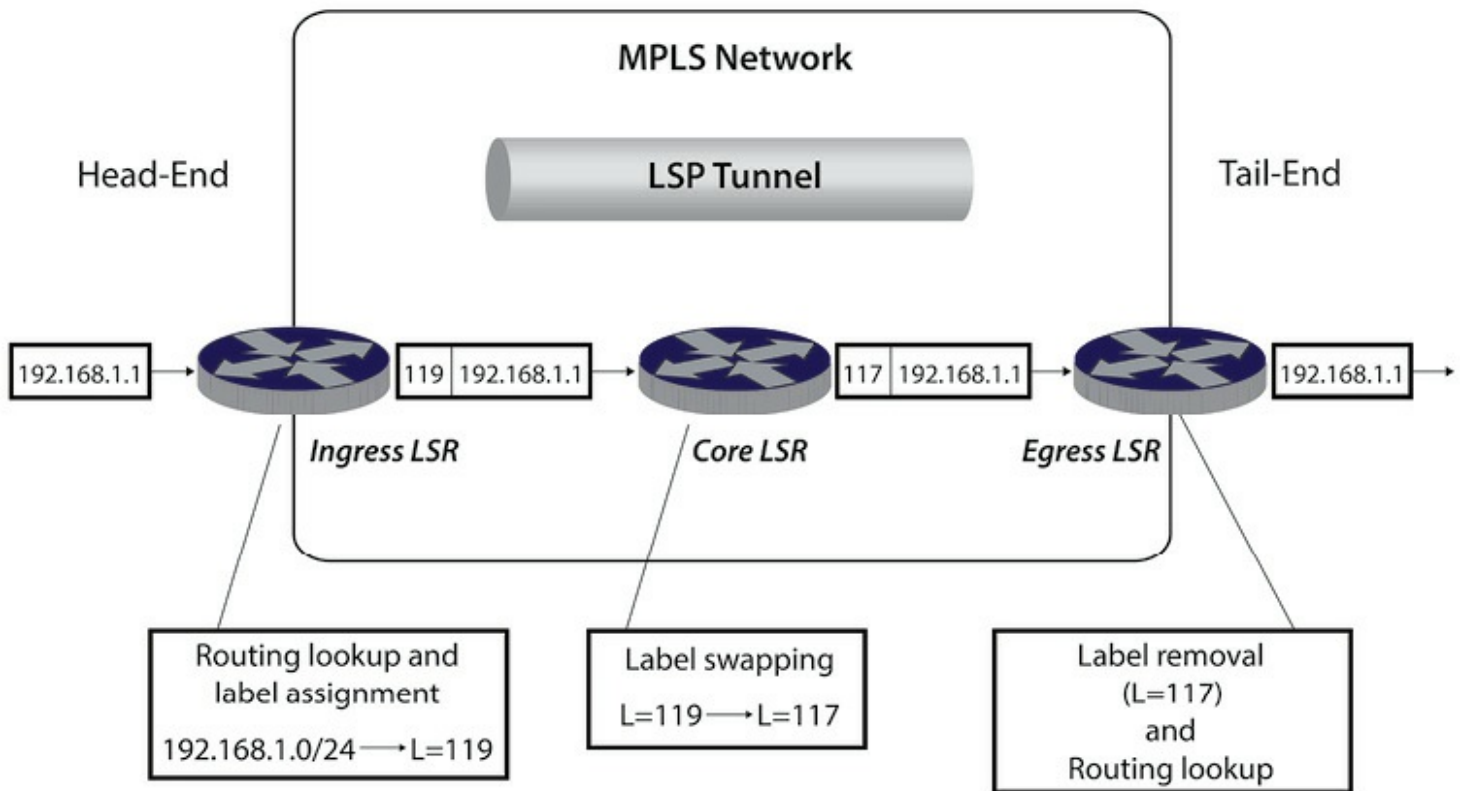 MPLS Network
Head-End
LSP Tunnel
Tail-End
192.168.1.1
119 192.168.1.1
117 192.168.1.1
192.168.1.1
Ingress LSR
Core LSR
Egress LSR
Routing lookup and
label assignment
192.168.1.0/24 → L=119
Label swapping
L=119 → L=117
Label removal
(L=117)
and
Routing lookup